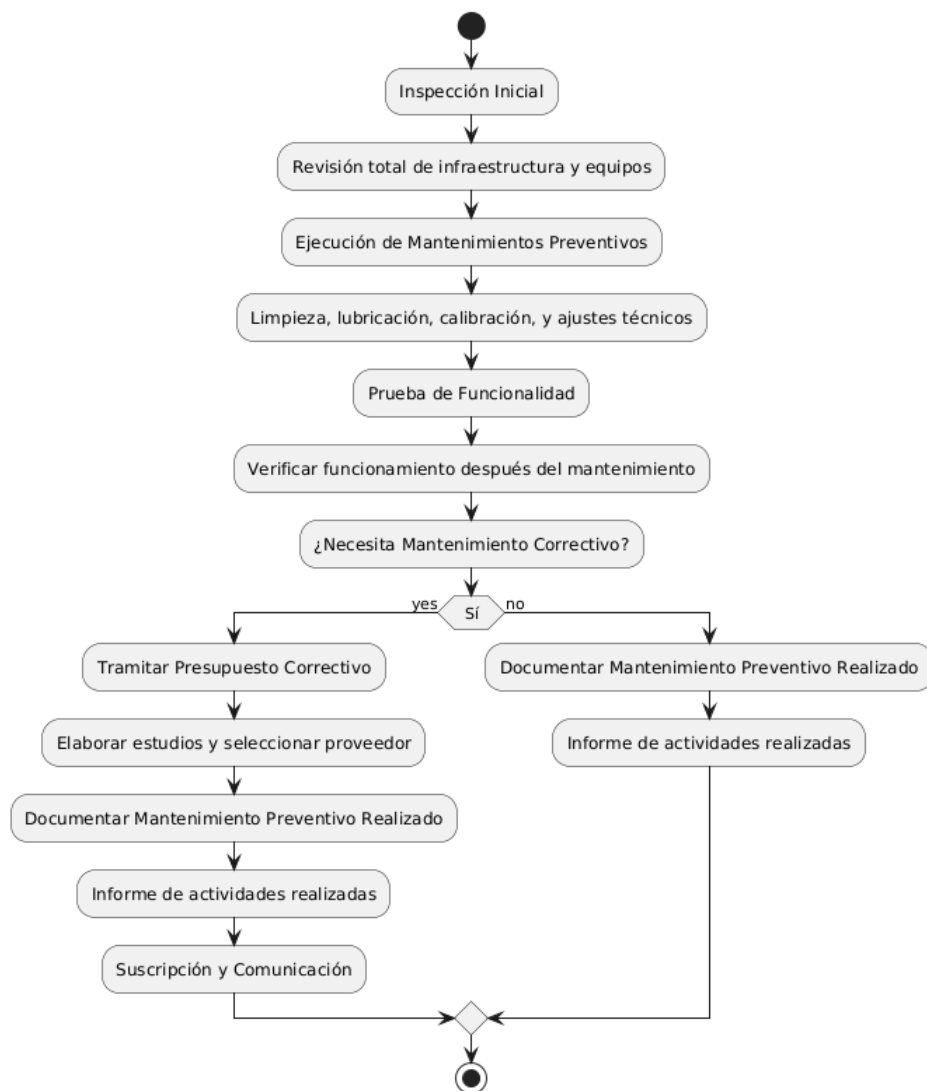 Inspección Inicial
Revisión total de infraestructura y equipos
Ejecución de Mantenimientos Preventivos
Limpieza, lubricación, calibración, y ajustes técnicos
Prueba de Funcionalidad
Verificar funcionamiento después del mantenimiento
¿Necesita Mantenimiento Correctivo?
yes
Sí
no
Tramitar Presupuesto Correctivo
Elaborar estudios y seleccionar proveedor
Documentar Mantenimiento Preventivo Realizado
Informe de actividades realizadas
Suscripción y Comunicación
Documentar Mantenimiento Preventivo Realizado
Informe de actividades realizadas